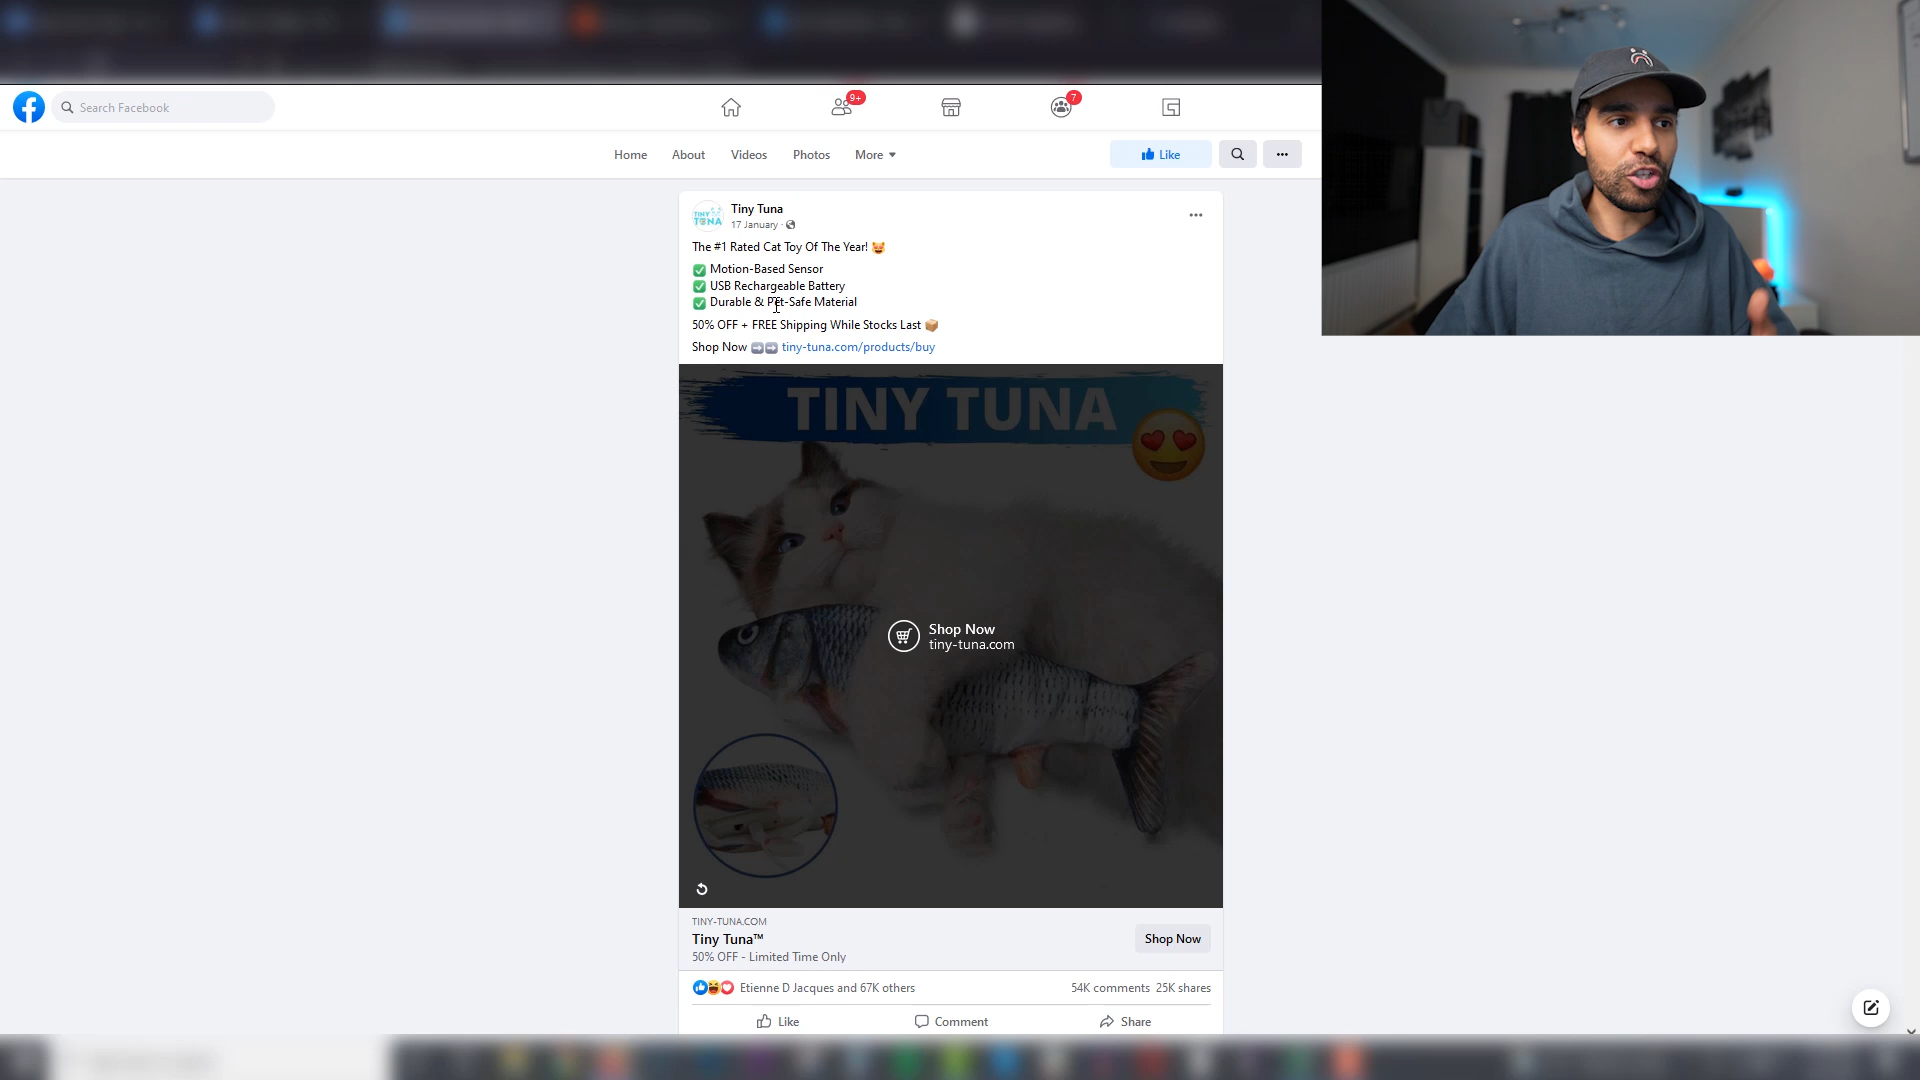 Search Facebook
9+
7
Home
About
Videos
Photos
More
Like
Tiny Tuna
17 January ·
The #1 Rated Cat Toy Of The Year! 😻
✅ Motion-Based Sensor
✅ USB Rechargeable Battery
✅ Durable & Pet-Safe Material
50% OFF + FREE Shipping While Stocks Last 📦
Shop Now ➡️➡️ tiny-tuna.com/products/buy
TINY TUNA
TINY TUNA
Shop Now
tiny-tuna.com
TINY-TUNA.COM
Tiny Tuna™
50% OFF - Limited Time Only
Shop Now
Etienne D Jacques and 67K others
54K comments 25K shares
Like
Comment
Share